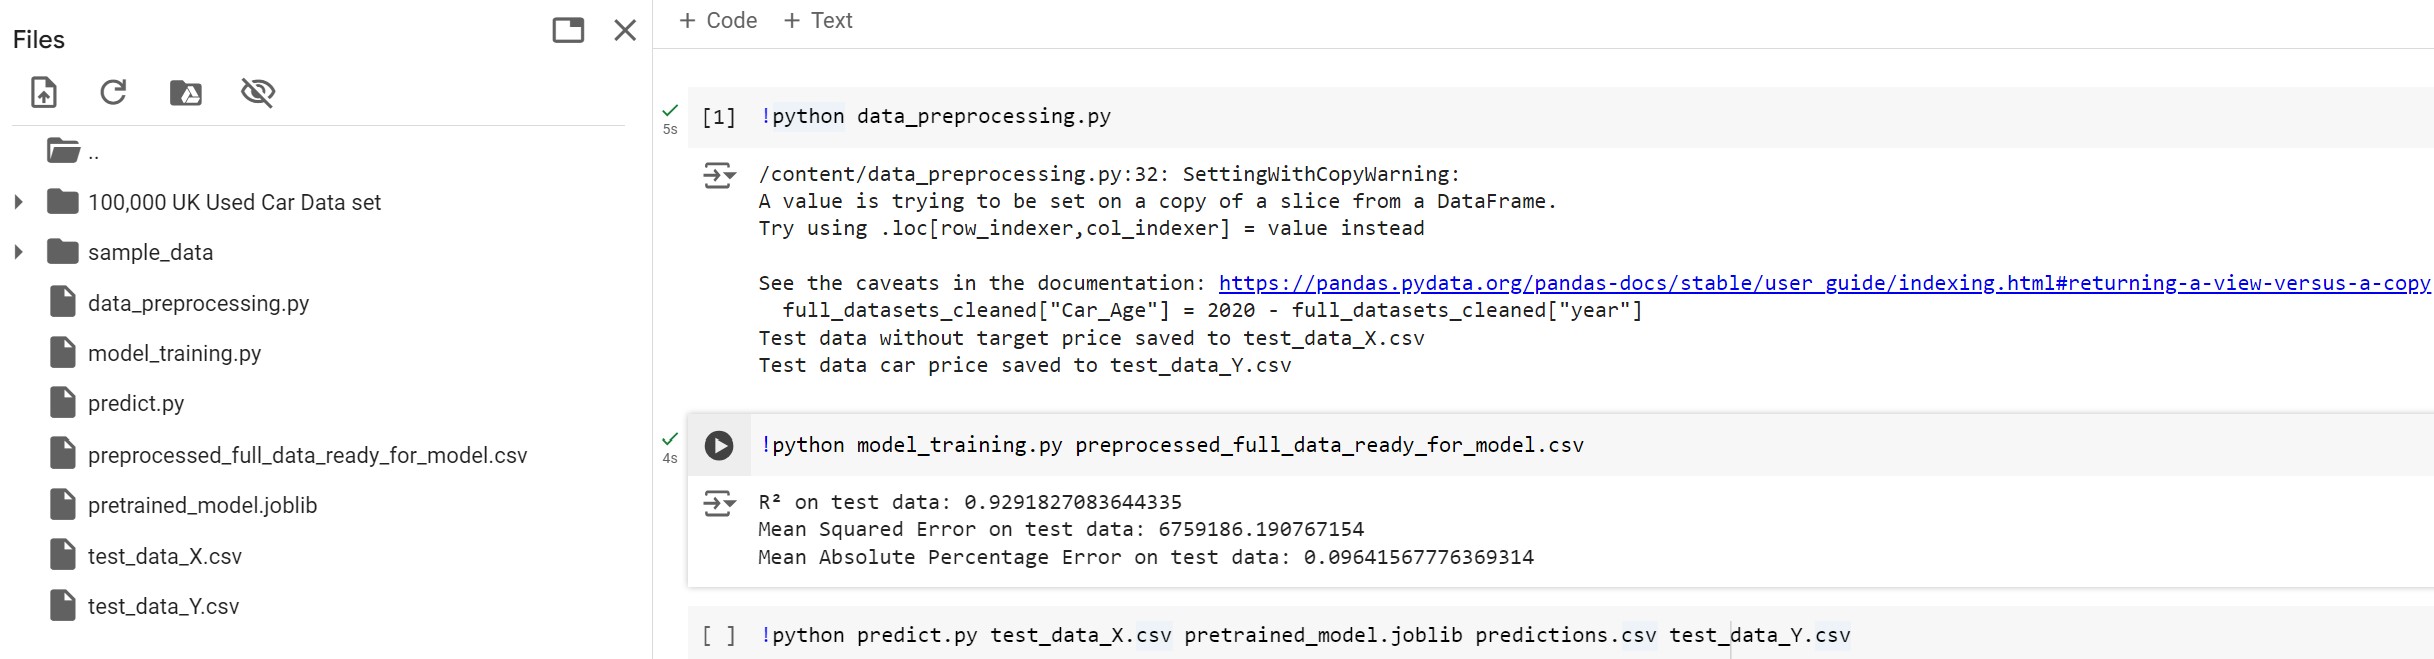 Files
..
100,000 UK Used Car Data set
sample_data
data_preprocessing.py
model_training.py
predict.py
preprocessed_full_data_ready_for_model.csv
pretrained_model.joblib
test_data_X.csv
test_data_Y.csv
+ Code + Text
[1] !python data_preprocessing.py
5s
/content/data_preprocessing.py:32: SettingWithCopyWarning:
A value is trying to be set on a copy of a slice from a DataFrame.
Try using .loc[row_indexer,col_indexer] = value instead
See the caveats in the documentation: https://pandas.pydata.org/pandas-docs/stable/user_guide/indexing.html#returning-a-view-versus-a-copy
full_datasets_cleaned["Car_Age"] = 2020 - full_datasets_cleaned["year"]
Test data without target price saved to test_data_X.csv
Test data car price saved to test_data_Y.csv
!python model_training.py preprocessed_full_data_ready_for_model.csv
4s
R² on test data: 0.9291827083644335
Mean Squared Error on test data: 6759186.190767154
Mean Absolute Percentage Error on test data: 0.09641567776369314
[ ] !python predict.py test_data_X.csv pretrained_model.joblib predictions.csv test_data_Y.csv